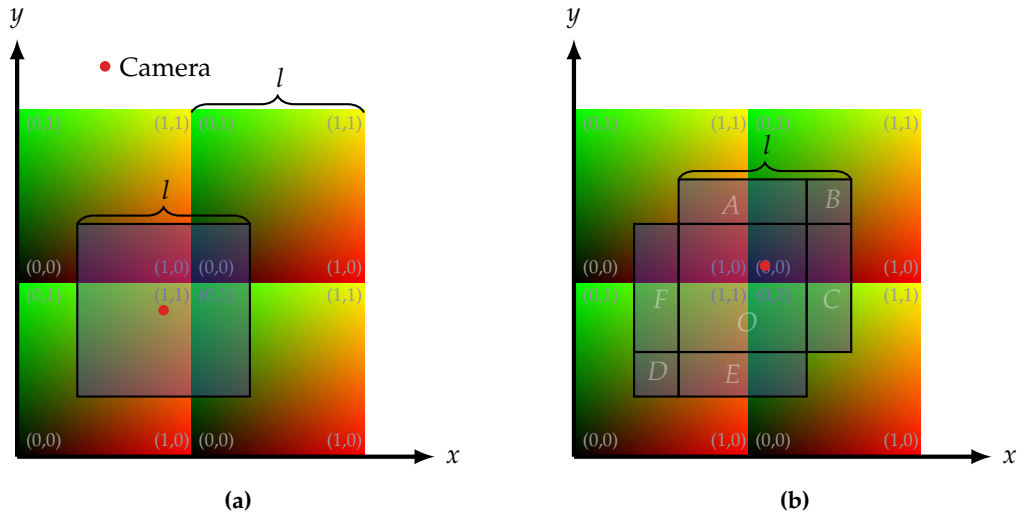 y
Camera
l
(0,1) (1,1) (0,1) (1,1)
l
(0,0) (1,0) (0,0) (1,0)
(0,1) (1,1) (0,1) (1,1)
(0,0) (1,0) (0,0) (1,0)
x
(a)
y
(0,1) (1,1) (0,1) (1,1)
l
A B
(0,0) (1,0) (0,0) (1,0)
(0,1) (1,1) (0,1) (1,1)
F C
O
D E
(0,0) (1,0) (0,0) (1,0)
x
(b)